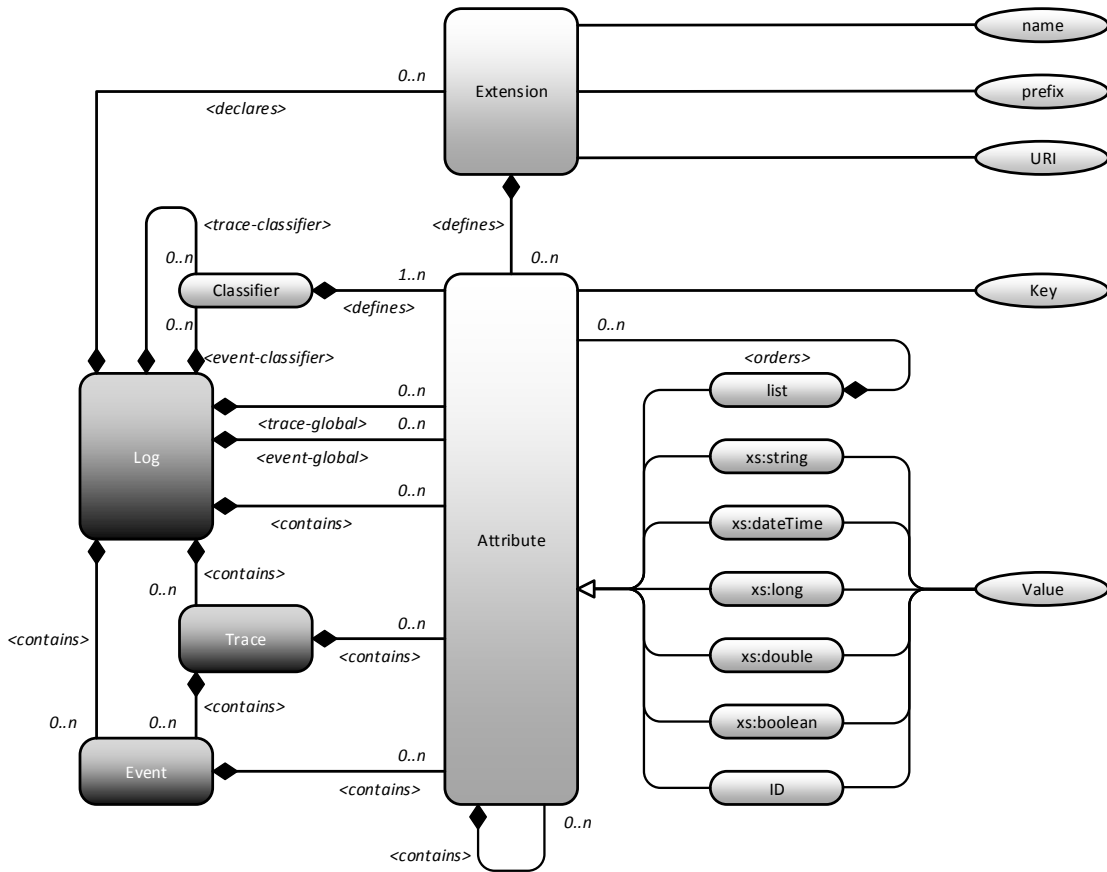 name
0..n
Extension
prefix
<declares>
URI
<trace-classifier>
<defines>
0..n
0..n
Classifier
1..n
Key
<defines>
0..n
0..n
<event-classifier>
<orders>
list
0..n
<trace-global>
0..n
Log
<event-global>
xs:string
0..n
<contains>
xs:dateTime
Attribute
<contains>
0..n
xs:long
Value
<contains>
Trace
0..n
<contains>
xs:double
<contains>
0..n
0..n
xs:boolean
Event
0..n
<contains>
ID
0..n
<contains>